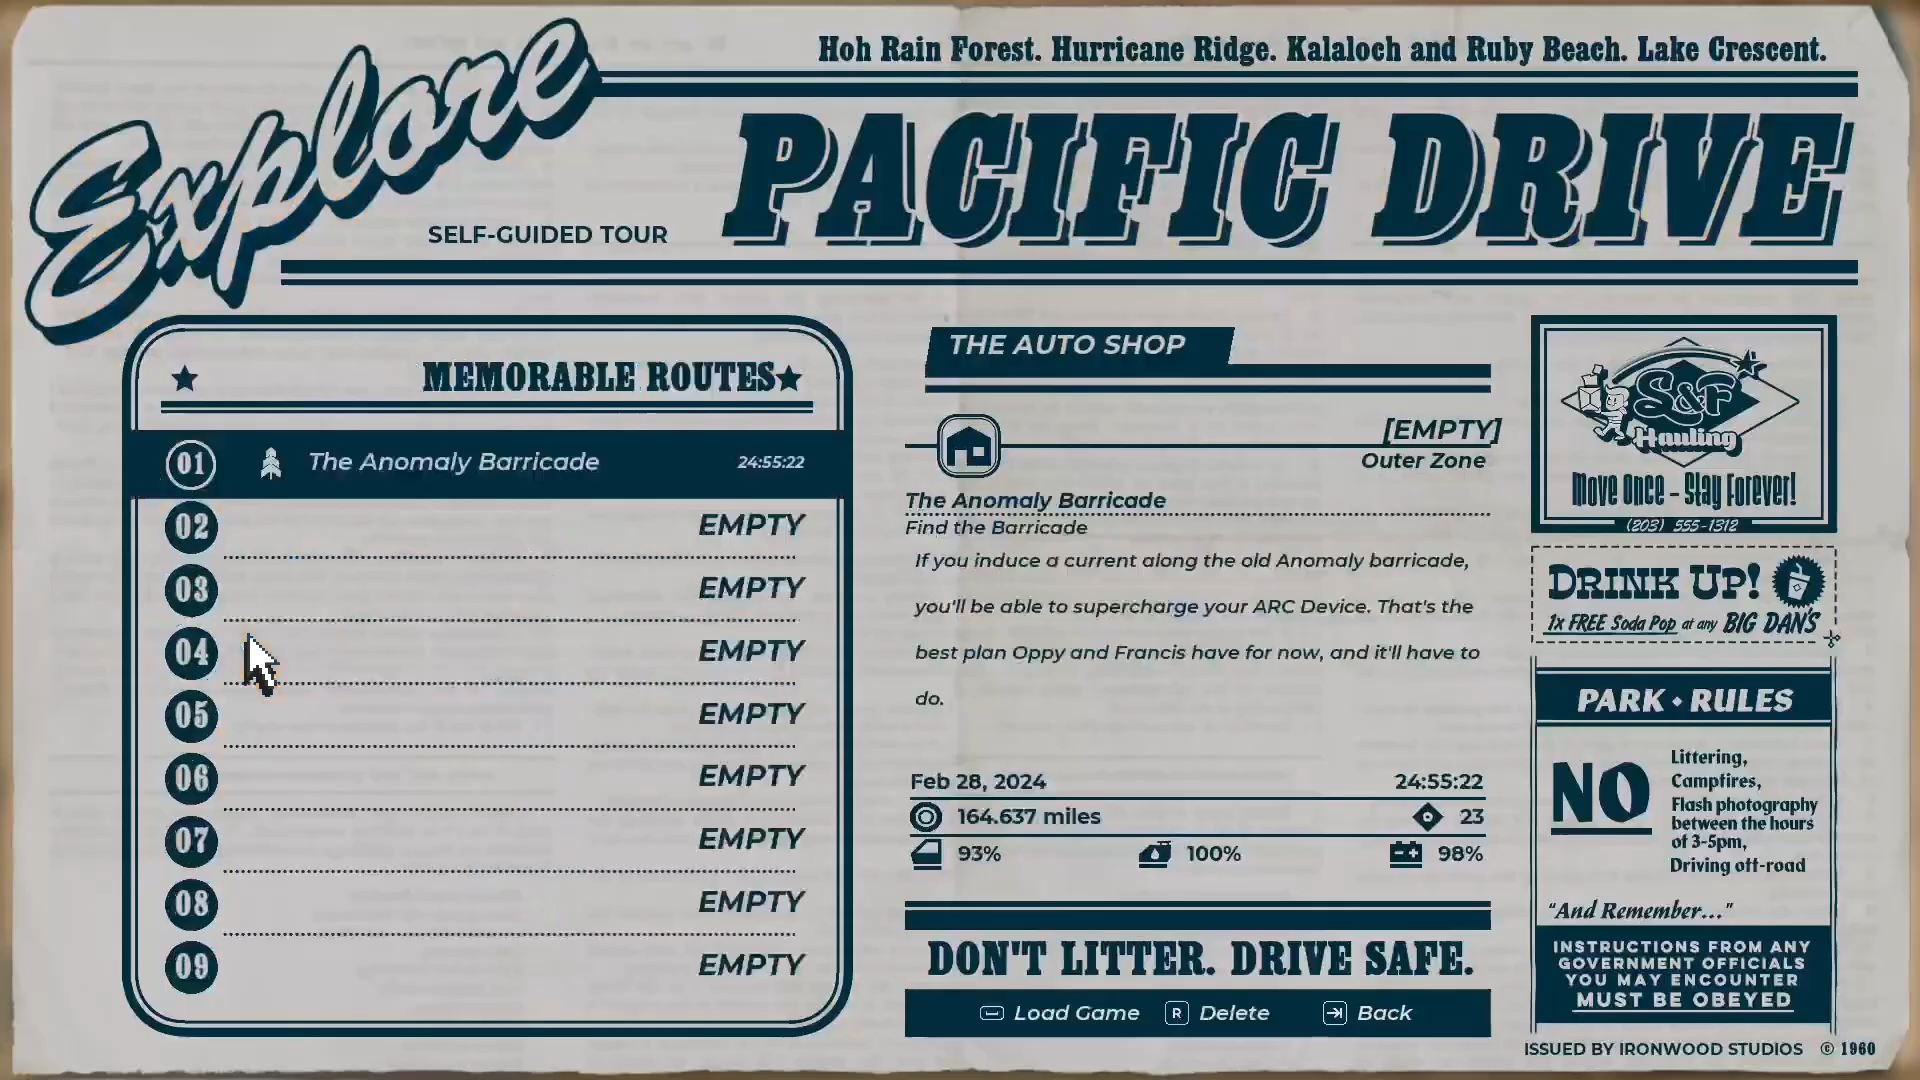 Explore
Hoh Rain Forest. Hurricane Ridge. Kalaloch and Ruby Beach. Lake Crescent.
SELF-GUIDED TOUR
PACIFIC DRIVE
MEMORABLE ROUTES
01 The Anomaly Barricade 24:55:22
02 EMPTY
03 EMPTY
04 EMPTY
05 EMPTY
06 EMPTY
07 EMPTY
08 EMPTY
09 EMPTY
THE AUTO SHOP
[EMPTY]
Outer Zone
The Anomaly Barricade
Find the Barricade
If you induce a current along the old Anomaly barricade,
you'll be able to supercharge your ARC Device. That's the
best plan Oppy and Francis have for now, and it'll have to
do.
Feb 28, 2024 24:55:22
164.637 miles 23
93% 100% 98%
DON'T LITTER. DRIVE SAFE.
Load Game R Delete Back
S&F
Hauling
Move Once - Stay Forever!
(203) 555-1312
DRINK UP!
1x FREE Soda Pop at any BIG DAN'S
PARK • RULES
NO
Littering,
Campfires,
Flash photography
between the hours
of 3-5pm,
Driving off-road
"And Remember..."
INSTRUCTIONS FROM ANY
GOVERNMENT OFFICIALS
YOU MAY ENCOUNTER
MUST BE OBEYED
ISSUED BY IRONWOOD STUDIOS © 1960